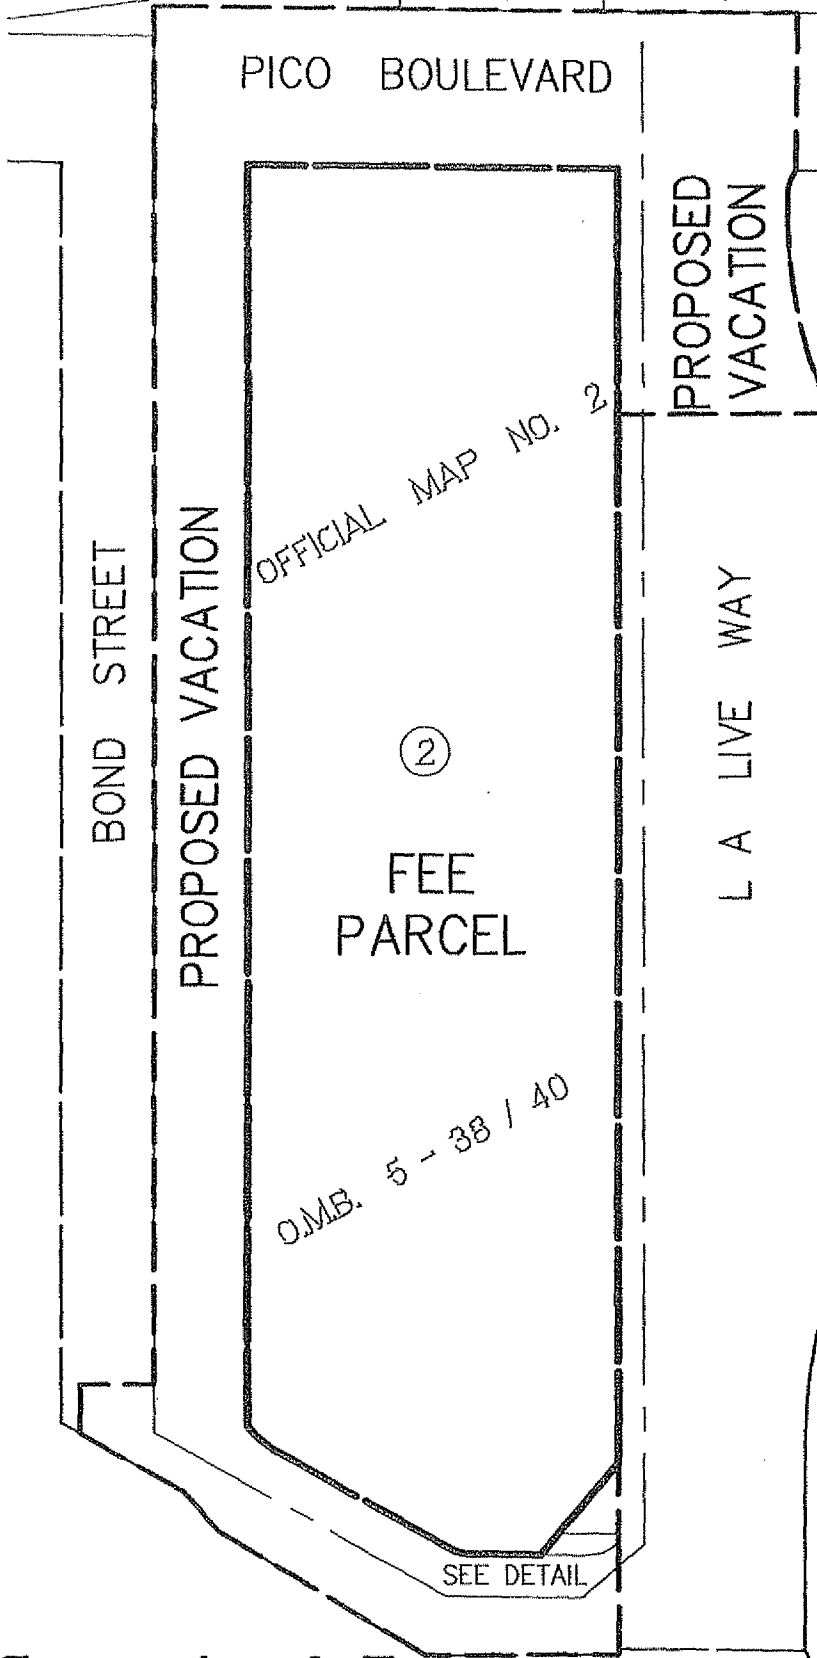 PICO BOULEVARD
PROPOSED
VACATION
OFFICIAL MAP NO. 2
BOND STREET
PROPOSED VACATION
L A LIVE WAY
2
FEE
PARCEL
O.M.B. 5 - 38 / 40
SEE DETAIL